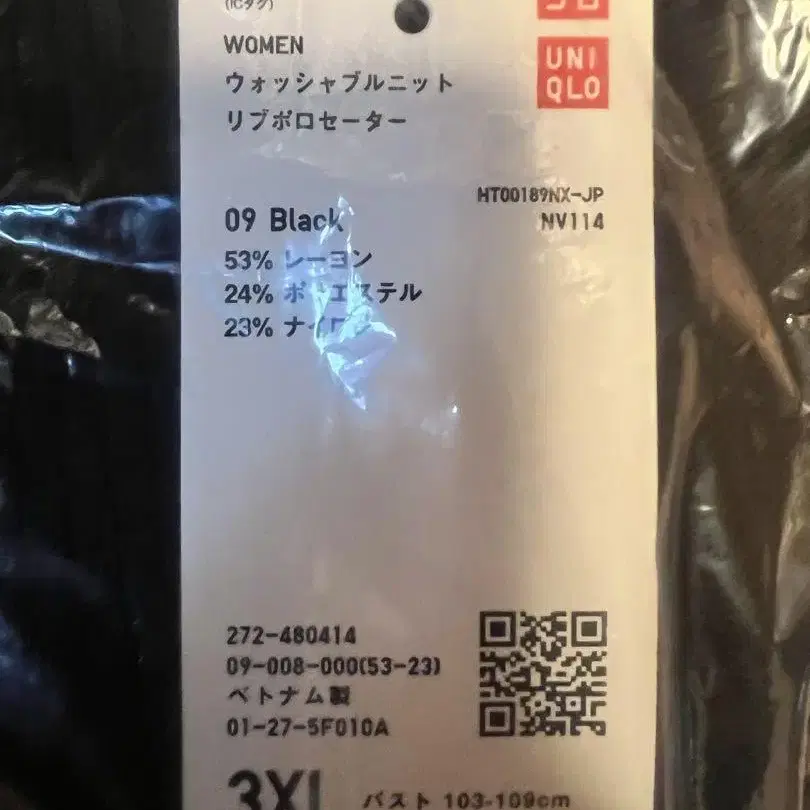 (ICタグ)
WOMEN
ウォッシャブルニット
リブポロセーター
UNI
QLO
HT00189NX-JP
NV114
09 Black
53% レーヨン
24% ポリエステル
23% ナイロン
272-480414
09-008-000(53-23)
ベトナム製
01-27-5F010A
3XL バスト 103-109cm